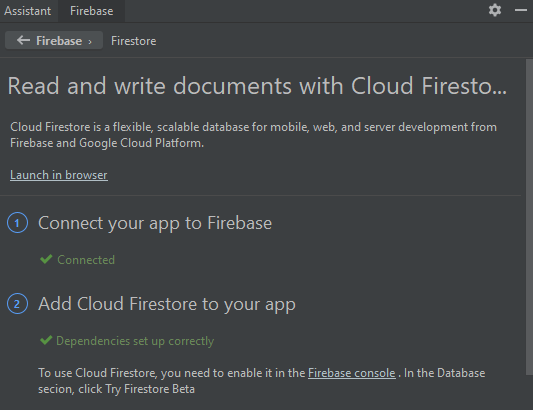 Assistant Firebase
← Firebase › Firestore
Read and write documents with Cloud Firesto...
Cloud Firestore is a flexible, scalable database for mobile, web, and server development from
Firebase and Google Cloud Platform.
Launch in browser
1 Connect your app to Firebase
✔ Connected
2 Add Cloud Firestore to your app
✔ Dependencies set up correctly
To use Cloud Firestore, you need to enable it in the Firebase console . In the Database
secion, click Try Firestore Beta